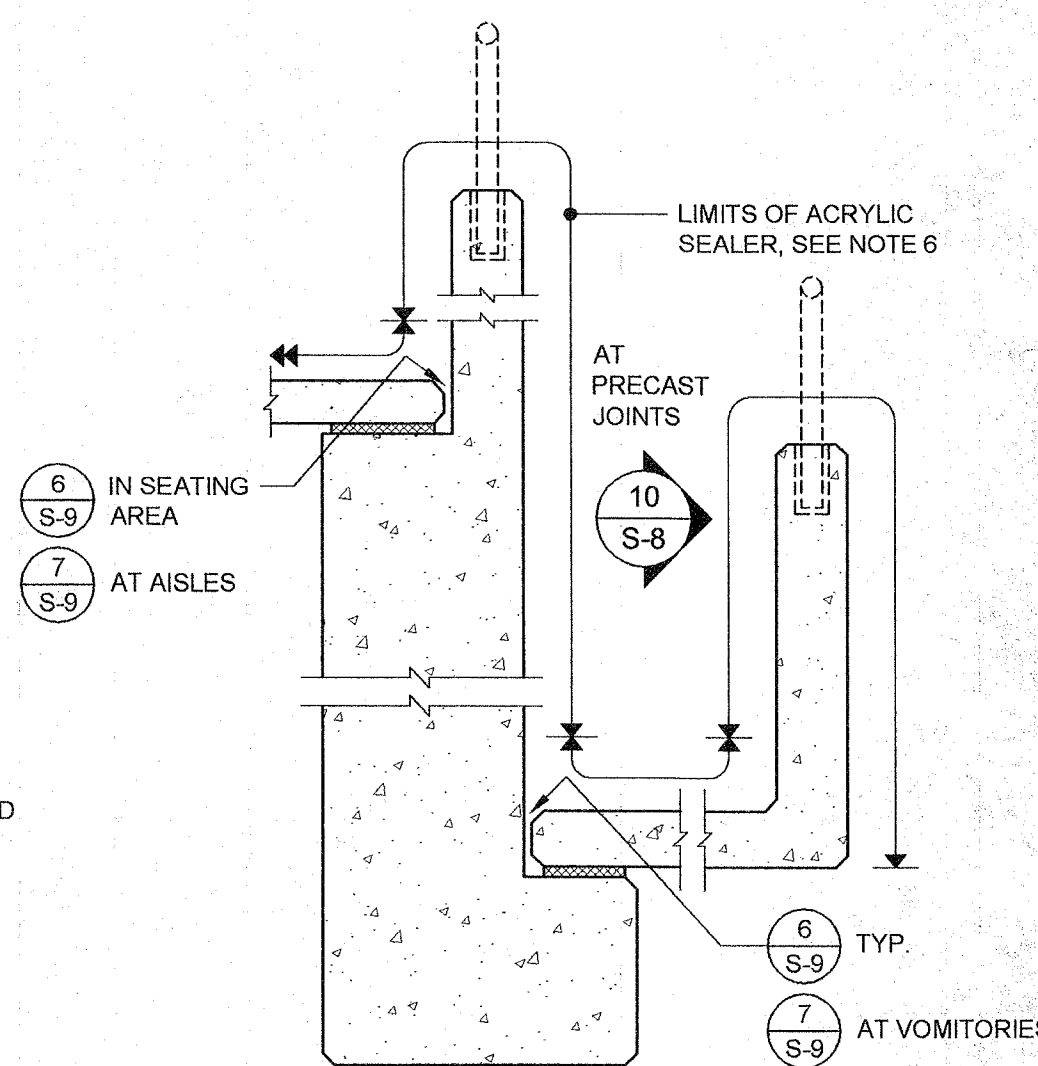 LIMITS OF ACRYLIC
SEALER, SEE NOTE 6
AT
PRECAST
JOINTS
10
S-8
6
S-9
IN SEATING
AREA
7
S-9
AT AISLES
D
6
S-9
TYP.
7
S-9
AT VOMITORIES